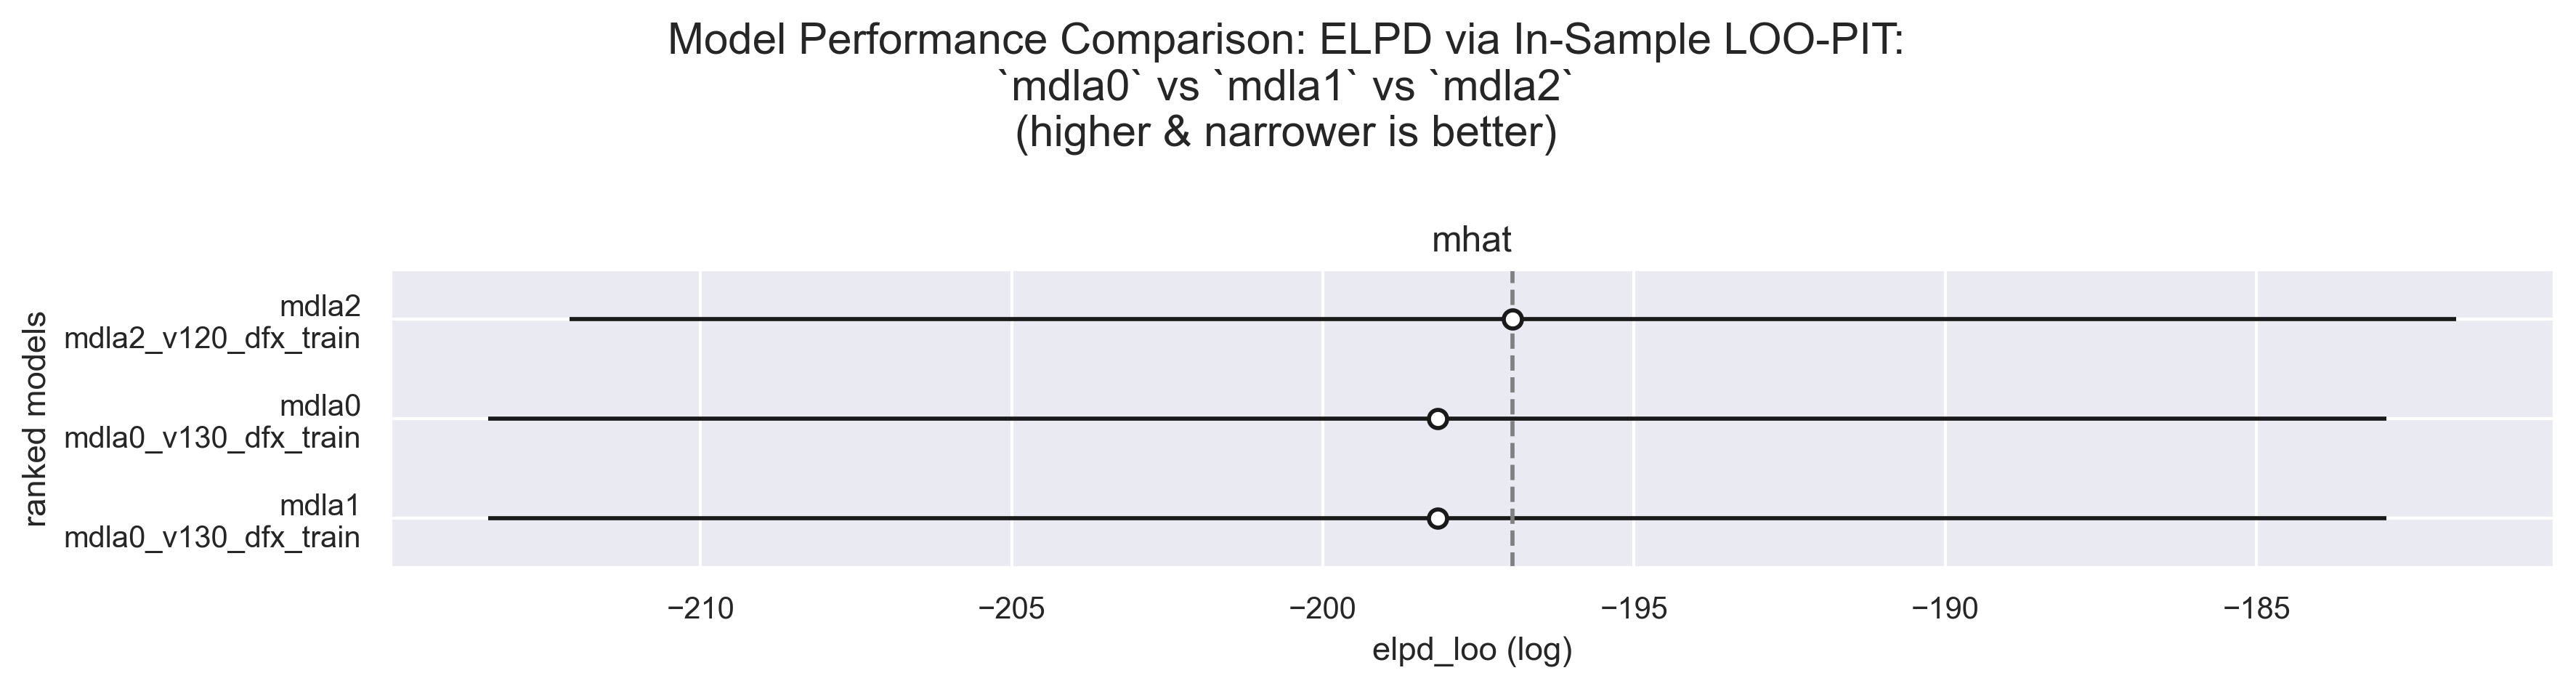 Model Performance Comparison: ELPD via In-Sample LOO-PIT:
`mdla0` vs `mdla1` vs `mdla2`
(higher & narrower is better)
mhat
ranked models
mdla2
mdla2_v120_dfx_train
mdla0
mdla0_v130_dfx_train
mdla1
mdla0_v130_dfx_train
−210 −205 −200 −195 −190 −185
elpd_loo (log)